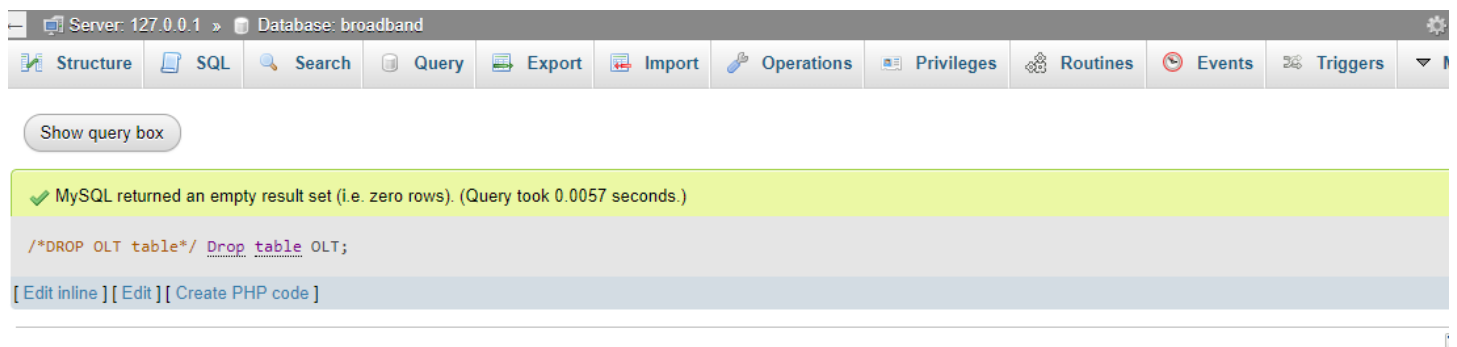 Server: 127.0.0.1 » Database: broadband
Structure SQL Search Query Export Import Operations Privileges Routines Events Triggers
Show query box
MySQL returned an empty result set (i.e. zero rows). (Query took 0.0057 seconds.)
/*DROP OLT table*/ Drop table OLT;
[ Edit inline ] [ Edit ] [ Create PHP code ]